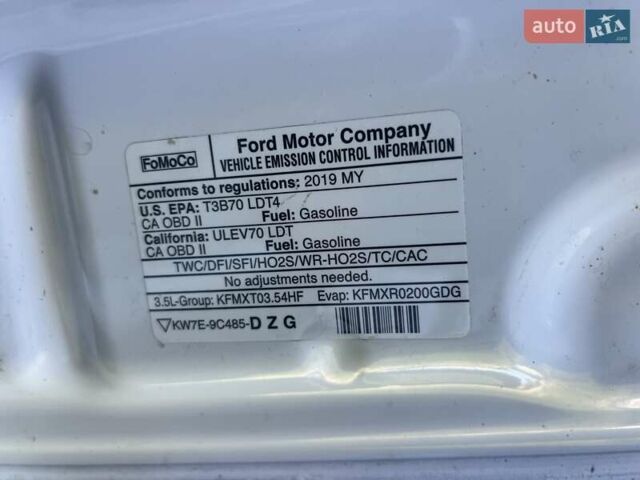 auto RIA.com
FoMoCo
Ford Motor Company
VEHICLE EMISSION CONTROL INFORMATION
Conforms to regulations: 2019 MY
U.S. EPA: T3B70 LDT4
CA OBD II Fuel: Gasoline
California: ULEV70 LDT
CA OBD II Fuel: Gasoline
TWC/DFI/SFI/HO2S/WR-HO2S/TC/CAC
No adjustments needed.
3.5L-Group: KFMXT03.54HF Evap: KFMXR0200GDG
KW7E-9C485-D Z G